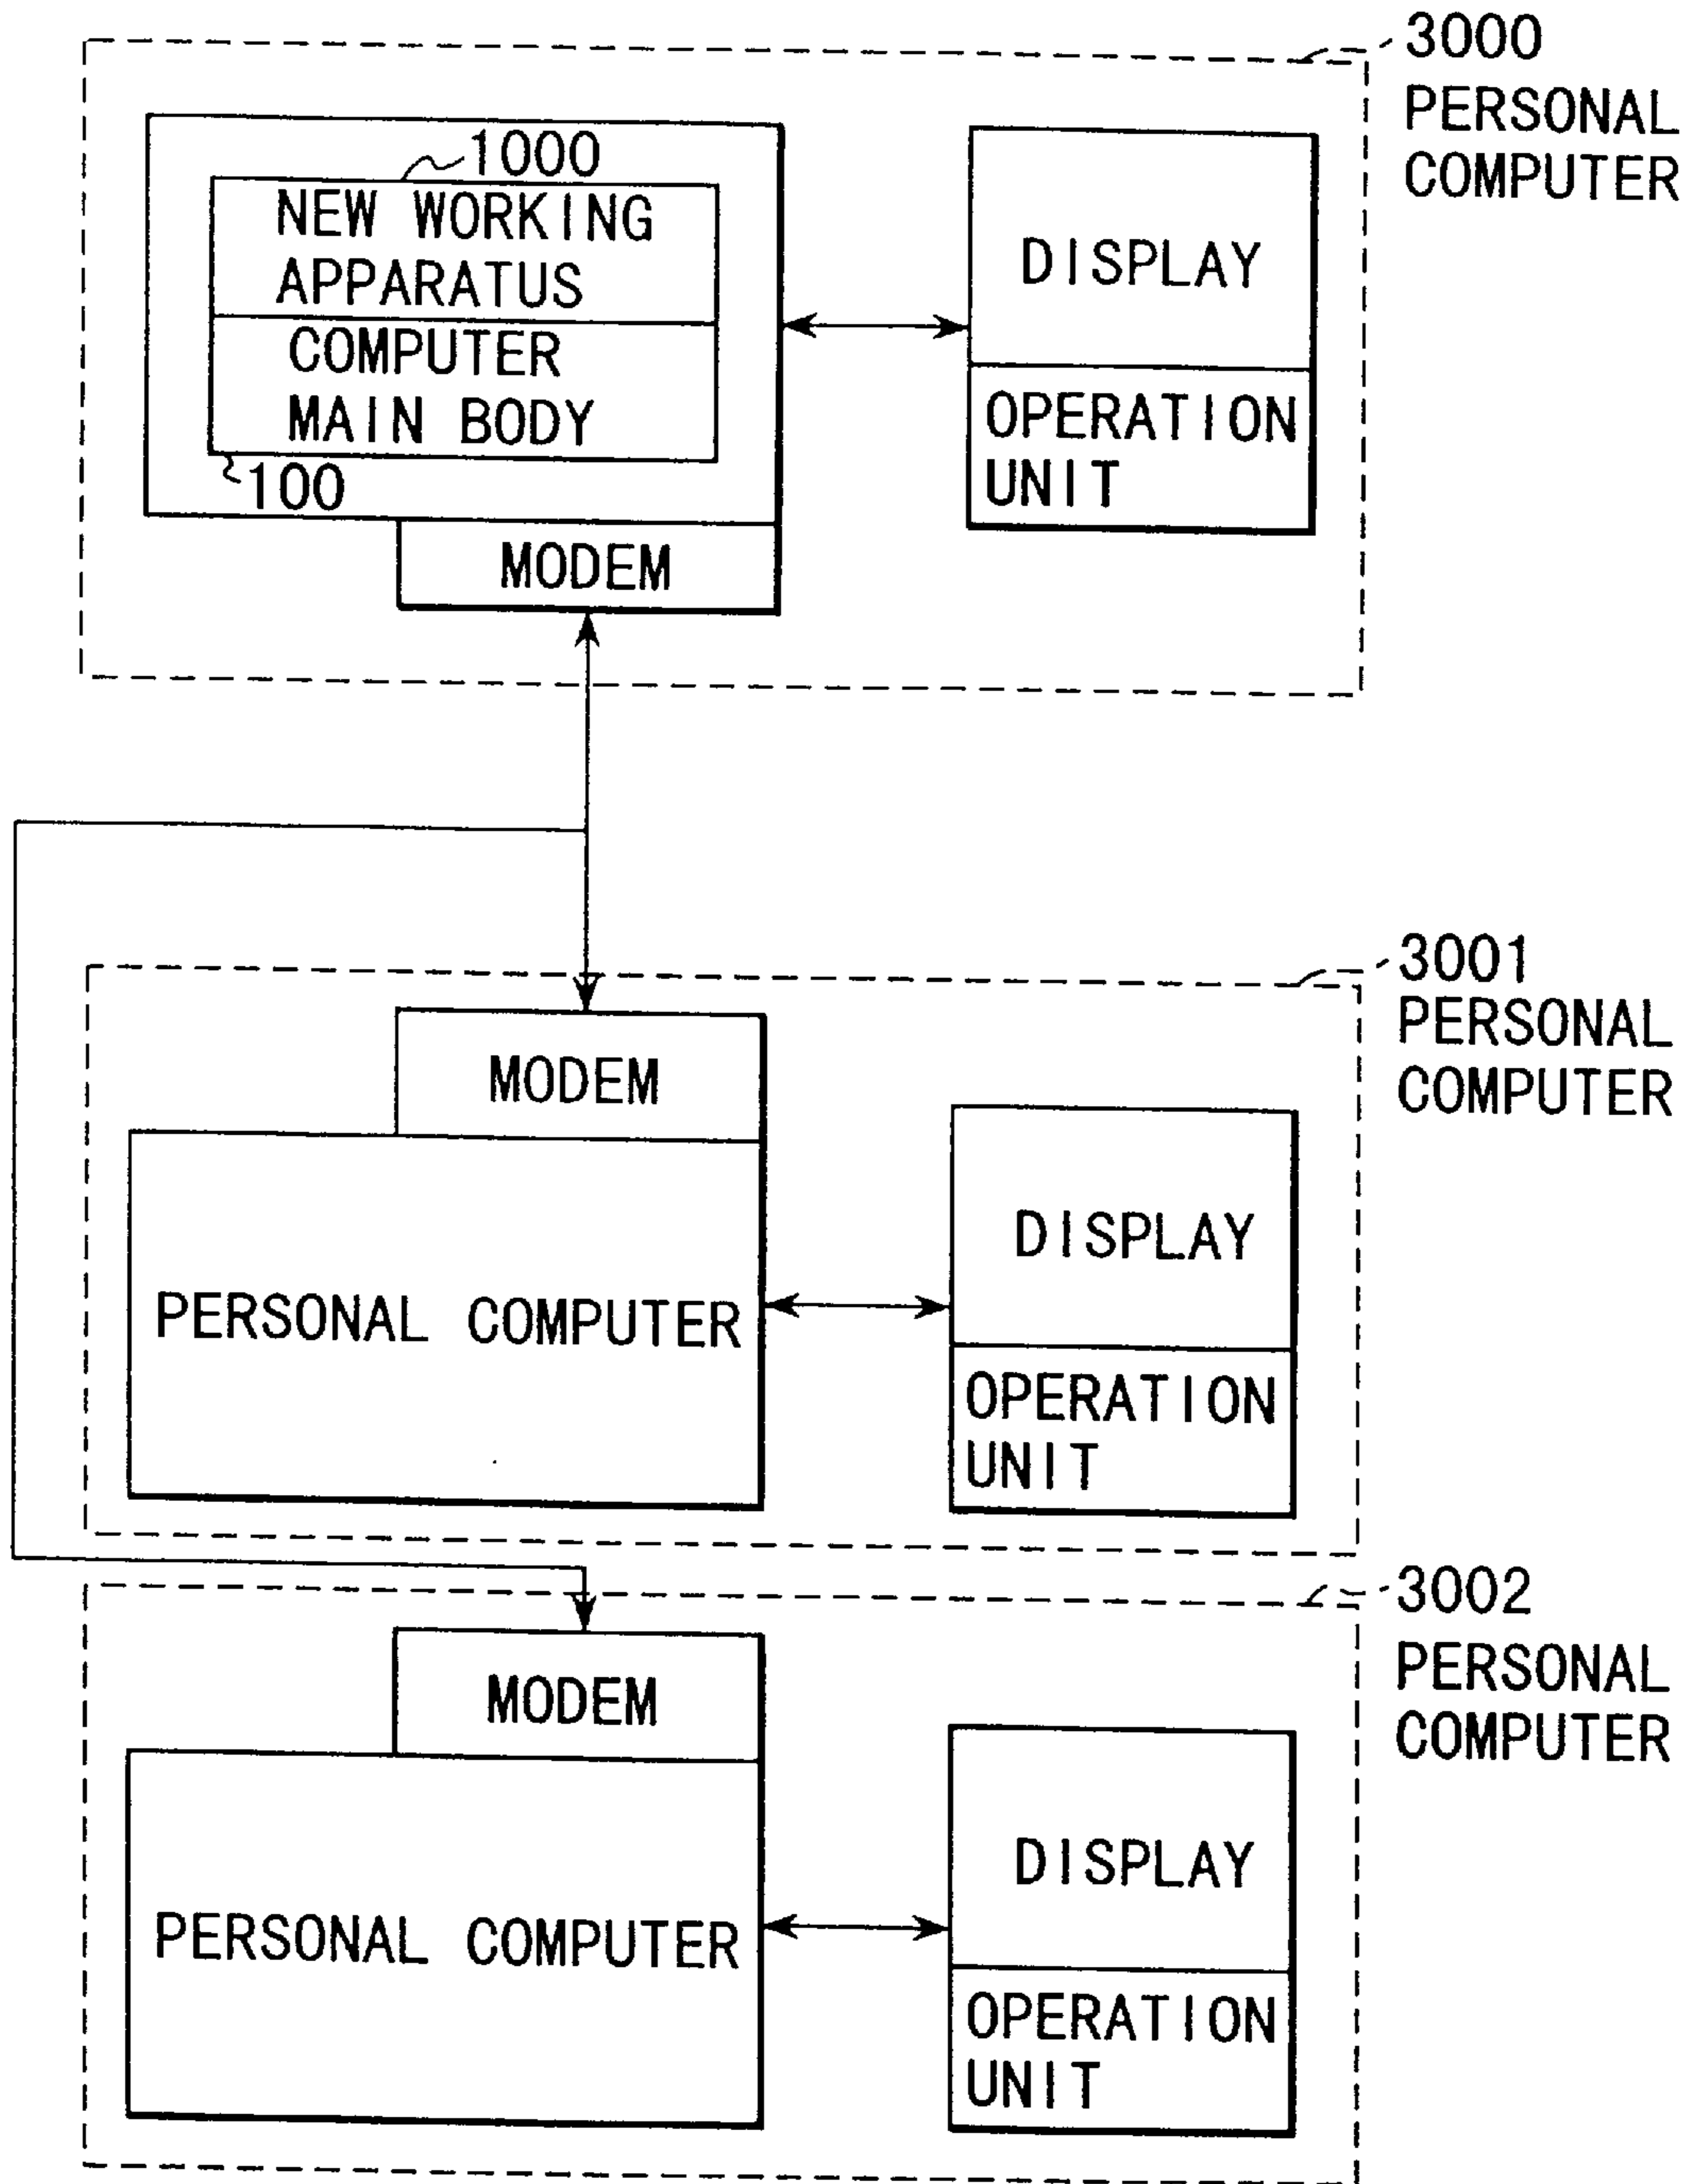 3000
PERSONAL
COMPUTER
1000
NEW WORKING
APPARATUS
COMPUTER
MAIN BODY
100
MODEM
DISPLAY
OPERATION
UNIT
3001
PERSONAL
COMPUTER
MODEM
PERSONAL COMPUTER
DISPLAY
OPERATION
UNIT
3002
PERSONAL
COMPUTER
MODEM
PERSONAL COMPUTER
DISPLAY
OPERATION
UNIT